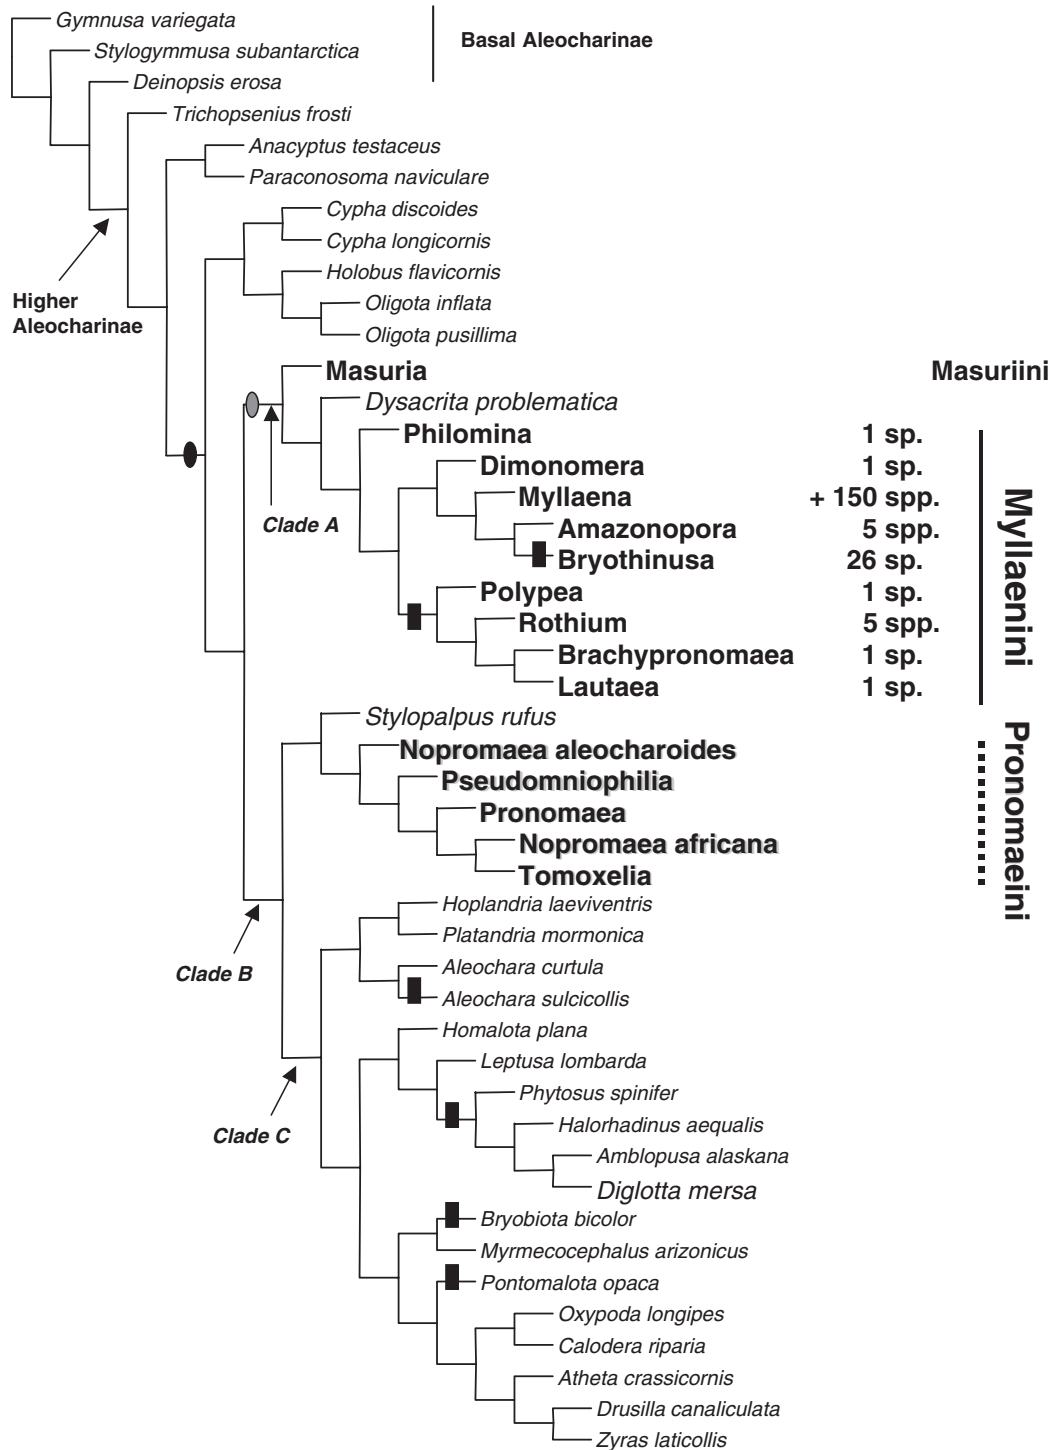 Gymnusa variegata
Stylogymmusa subantarctica
Basal Aleocharinae
Deinopsis erosa
Trichopsenius frosti
Anacyptus testaceus
Paraconosoma naviculare
Cypha discoides
Cypha longicornis
Holobus flavicornis
Higher
Aleocharinae
Oligota inflata
Oligota pusillima
Masuria
Masuriini
Dysacrita problematica
Philomina 1 sp.
Dimonomera 1 sp.
Myllaena + 150 spp.
Clade A
Amazonopora 5 spp.
Bryothinusa 26 sp.
Polypea 1 sp.
Rothium 5 spp.
Brachypronomaea 1 sp.
Lautaea 1 sp.
Myllaenini
Stylopalpus rufus
Nopromaea aleocharoides
Pseudomniophilia
Pronomaea
Nopromaea africana
Tomoxelia
Pronomaeini
Hoplandria laeviventris
Platandria mormonica
Clade B
Aleochara curtula
Aleochara sulcicollis
Homalota plana
Leptusa lombarda
Phytosus spinifer
Clade C
Halorhadinus aequalis
Amblopusa alaskana
Diglotta mersa
Bryobiota bicolor
Myrmecocephalus arizonicus
Pontomalota opaca
Oxypoda longipes
Calodera riparia
Atheta crassicornis
Drusilla canaliculata
Zyras laticollis